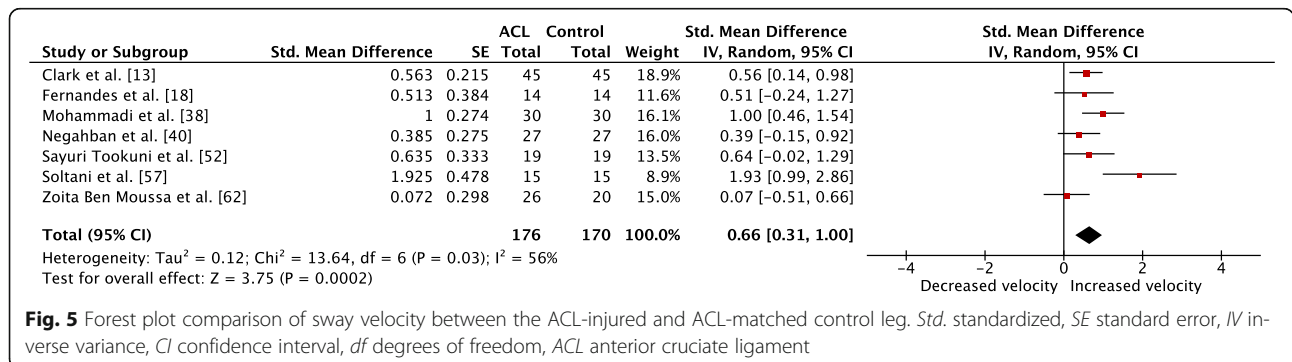 ACL Control Std. Mean Difference Std. Mean Difference
Study or Subgroup Std. Mean Difference SE Total Total Weight IV, Random, 95% CI IV, Random, 95% CI
Clark et al. [13] 0.563 0.215 45 45 18.9% 0.56 [0.14, 0.98]
Fernandes et al. [18] 0.513 0.384 14 14 11.6% 0.51 [−0.24, 1.27]
Mohammadi et al. [38] 1 0.274 30 30 16.1% 1.00 [0.46, 1.54]
Negahban et al. [40] 0.385 0.275 27 27 16.0% 0.39 [−0.15, 0.92]
Sayuri Tookuni et al. [52] 0.635 0.333 19 19 13.5% 0.64 [−0.02, 1.29]
Soltani et al. [57] 1.925 0.478 15 15 8.9% 1.93 [0.99, 2.86]
Zoita Ben Moussa et al. [62] 0.072 0.298 26 20 15.0% 0.07 [−0.51, 0.66]
Total (95% CI) 176 170 100.0% 0.66 [0.31, 1.00]
Heterogeneity: Tau² = 0.12; Chi² = 13.64, df = 6 (P = 0.03); I² = 56%
Test for overall effect: Z = 3.75 (P = 0.0002)
−4 −2 0 2 4
Decreased velocity Increased velocity
Fig. 5 Forest plot comparison of sway velocity between the ACL-injured and ACL-matched control leg. Std. standardized, SE standard error, IV in-
verse variance, CI confidence interval, df degrees of freedom, ACL anterior cruciate ligament